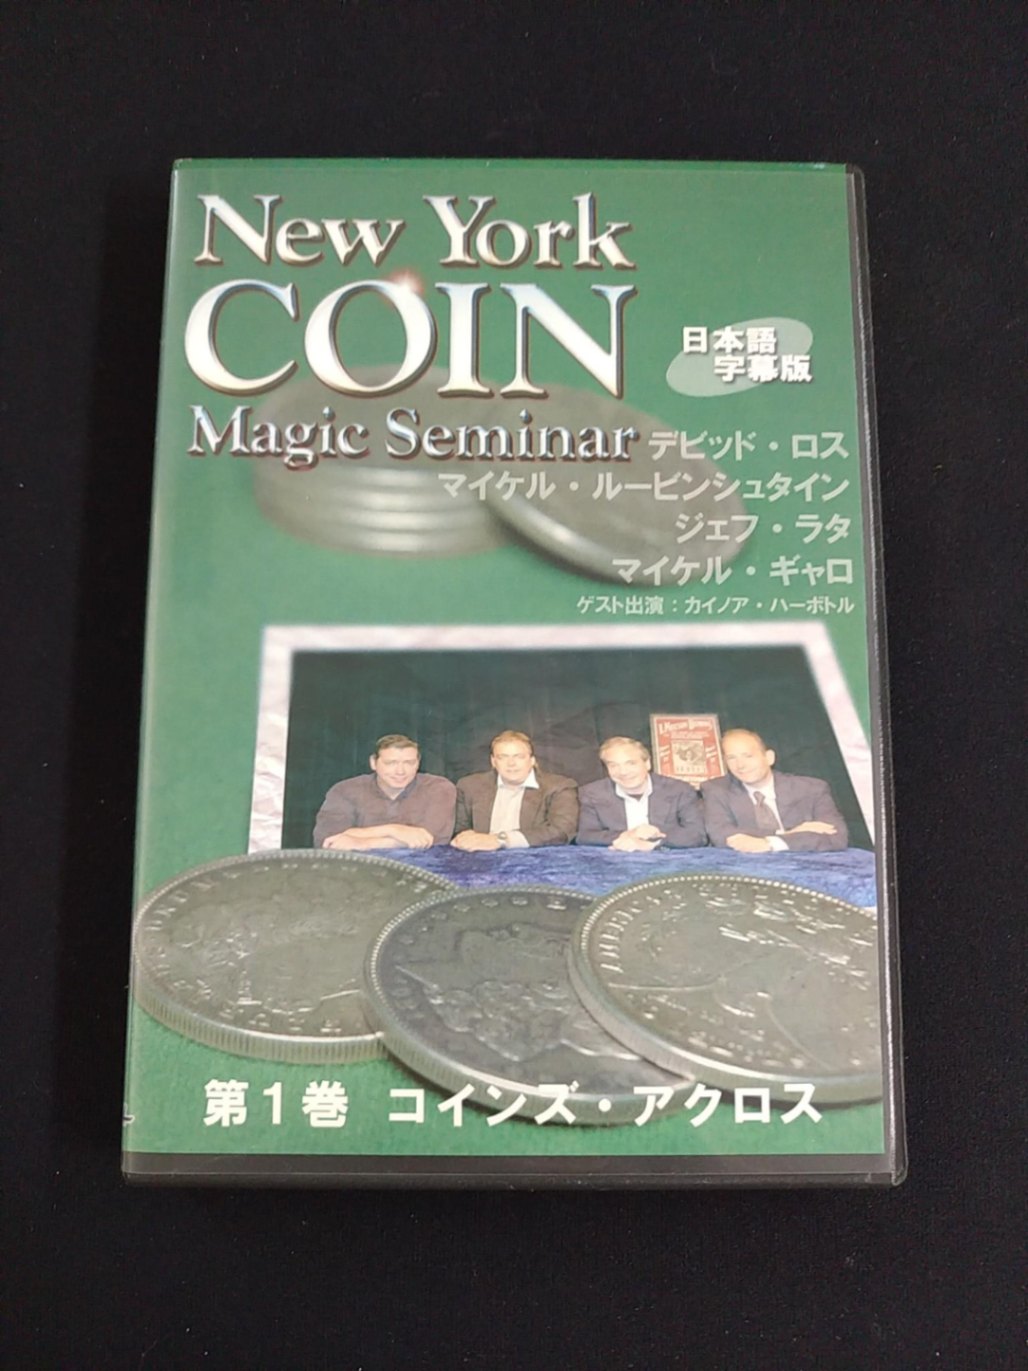 New York
COIN
Magic Seminar
日本語
字幕版
デビッド・ロス
マイケル・ルービンシュタイン
ジェフ・ラタ
マイケル・ギャロ
ゲスト出演：カイノア・ハーボトル
第1巻 コインズ・アクロス